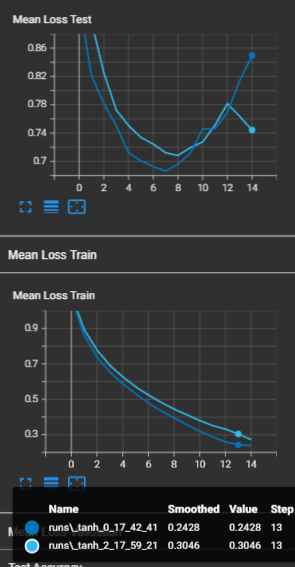 Mean Loss Test
0.86
0.82
0.78
0.74
0.7
0 2 4 6 8 10 12 14
Mean Loss Train
Mean Loss Train
0.9
0.7
0.5
0.3
0 2 4 6 8 10 12 14
Name Smoothed Value Step
runs\_tanh_0_17_42_41 0.2428 0.2428 13
runs\_tanh_2_17_59_21 0.3046 0.3046 13
Test Accuracy